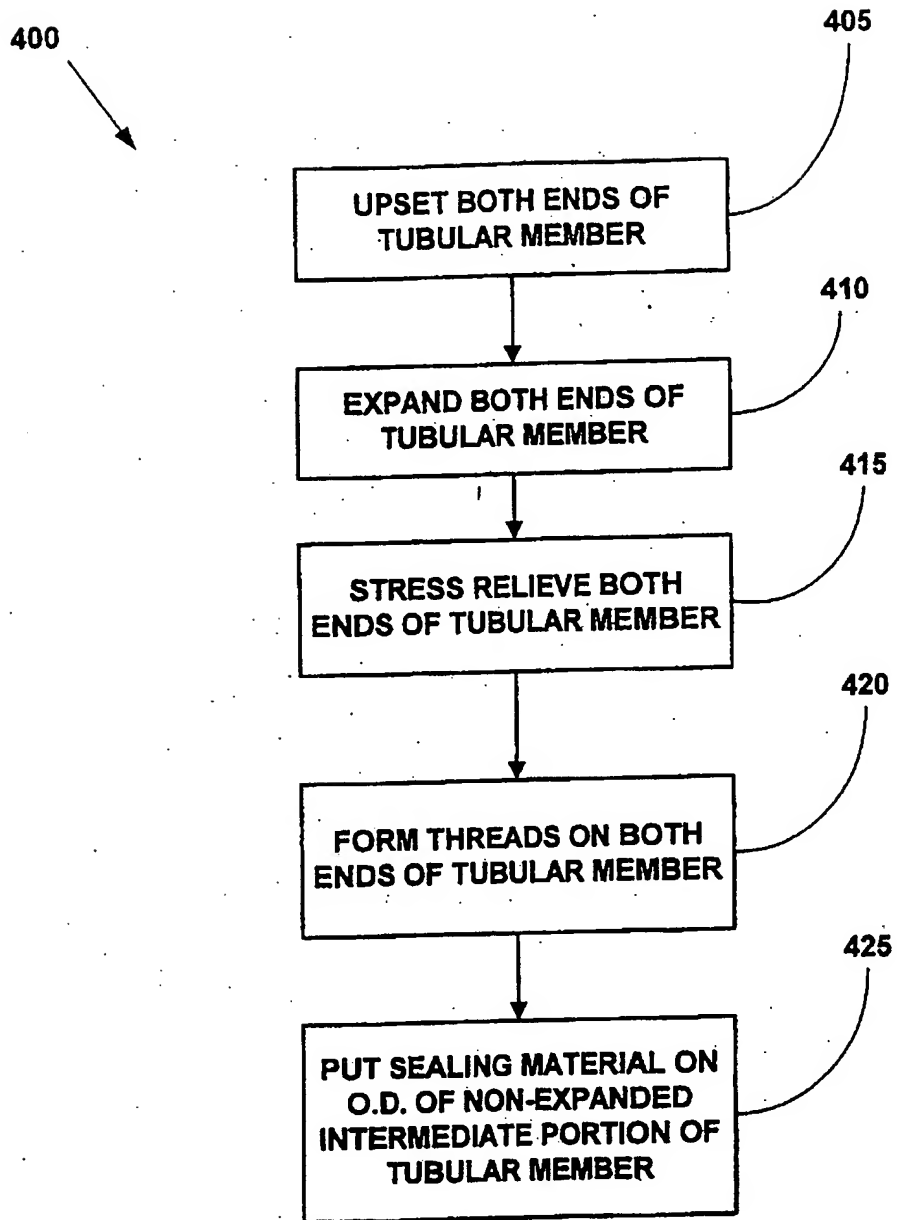 400
405
UPSET BOTH ENDS OF
TUBULAR MEMBER
410
EXPAND BOTH ENDS OF
TUBULAR MEMBER
415
STRESS RELIEVE BOTH
ENDS OF TUBULAR MEMBER
420
FORM THREADS ON BOTH
ENDS OF TUBULAR MEMBER
425
PUT SEALING MATERIAL ON
O.D. OF NON-EXPANDED
INTERMEDIATE PORTION OF
TUBULAR MEMBER